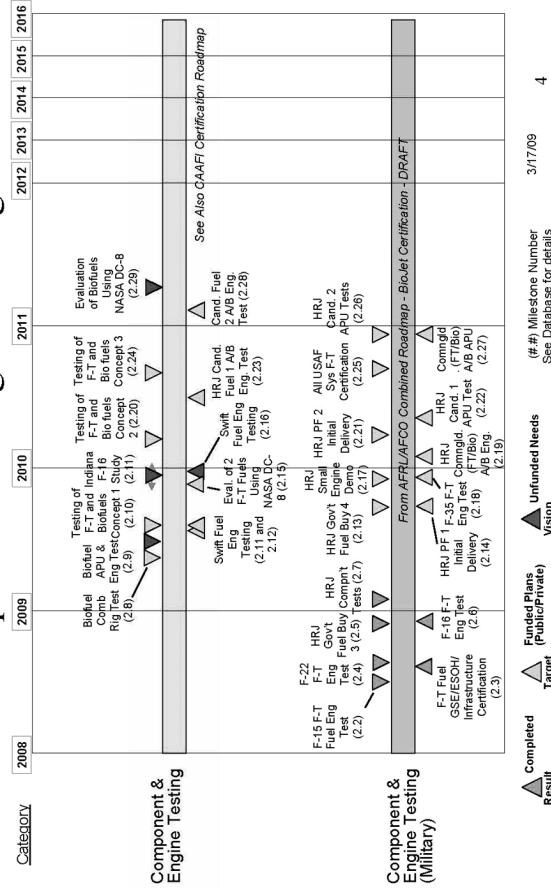 Category
2008
2009
2010
2011
2012
2013
2014
2015
2016
Component &
Engine Testing
Biofuel
Comb
Rig Test
(2.8)
Biofuel
APU &
Eng Test
(2.9)
Testing of
F-T and
Biofuels
Concept 1
(2.10)
Indiana
F-16
Study
(2.11)
Testing of
F-T and
Bio fuels
Concept
2 (2.20)
Testing of
F-T and
Bio fuels
Concept 3
(2.24)
Evaluation
of Biofuels
Using
NASA DC-8
(2.29)
Swift Fuel
Eng
Testing
(2.11 and
2.12)
Eval. of 2
F-T Fuels
Using
NASA DC-
8 (2.15)
Swift
Fuel Eng
Testing
(2.16)
HRJ Cand.
Fuel 1 A/B
Eng. Test
(2.23)
Cand. Fuel
2 A/B Eng.
Test (2.28)
See Also CAAFI Certification Roadmap
Component &
Engine Testing
(Military)
F-15 F-T
Fuel Eng
Test
(2.2)
F-22
F-T
Eng
Test
(2.4)
HRJ
Gov't
Fuel Buy
3 (2.5)
HRJ
Compn't
Tests (2.7)
HRJ Gov't
Fuel Buy 4
(2.13)
HRJ
Small
Engine
Demo
(2.17)
HRJ PF 2
Initial
Delivery
(2.21)
All USAF
Sys F-T
Certification
(2.25)
HRJ
Cand. 2
APU Tests
(2.26)
From AFRL/AFCO Combined Roadmap - BioJet Certification - DRAFT
F-T Fuel
GSE/ESOH/
Infrastructure
Certification
(2.3)
F-16 F-T
Eng Test
(2.6)
HRJ PF 1
Initial
Delivery
(2.14)
F-35 F-T
Eng Test
(2.18)
HRJ
Comngld.
(FT/Bio)
A/B Eng.
(2.19)
HRJ
Cand. 1
APU Test
(2.22)
Comngld
. (FT/Bio)
A/B APU
(2.27)
Completed
Result
Funded Plans
(Public/Private)
Target
Unfunded Needs
Vision
(#.#) Milestone Number
See Database for details
3/17/09
4